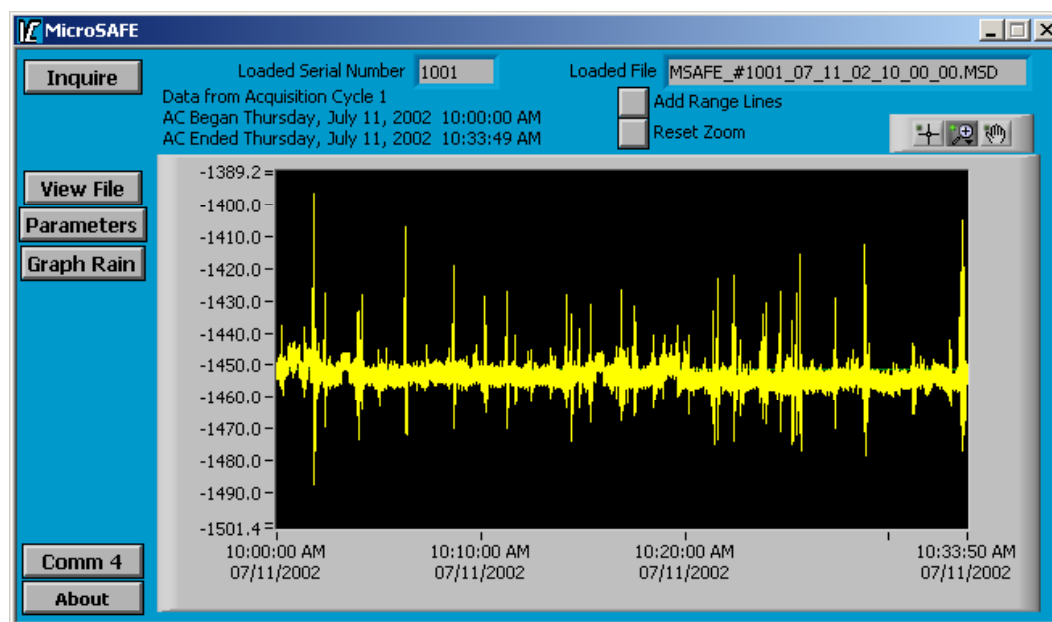 MicroSAFE
Inquire
Loaded Serial Number 1001
Loaded File MSAFE_#1001_07_11_02_10_00_00.MSD
Data from Acquisition Cycle 1
AC Began Thursday, July 11, 2002 10:00:00 AM
AC Ended Thursday, July 11, 2002 10:33:49 AM
Add Range Lines
Reset Zoom
View File
Parameters
Graph Rain
-1389.2
-1400.0
-1410.0
-1420.0
-1430.0
-1440.0
-1450.0
-1460.0
-1470.0
-1480.0
-1490.0
-1501.4
10:00:00 AM 10:10:00 AM 10:20:00 AM 10:33:50 AM
07/11/2002 07/11/2002 07/11/2002 07/11/2002
Comm 4
About